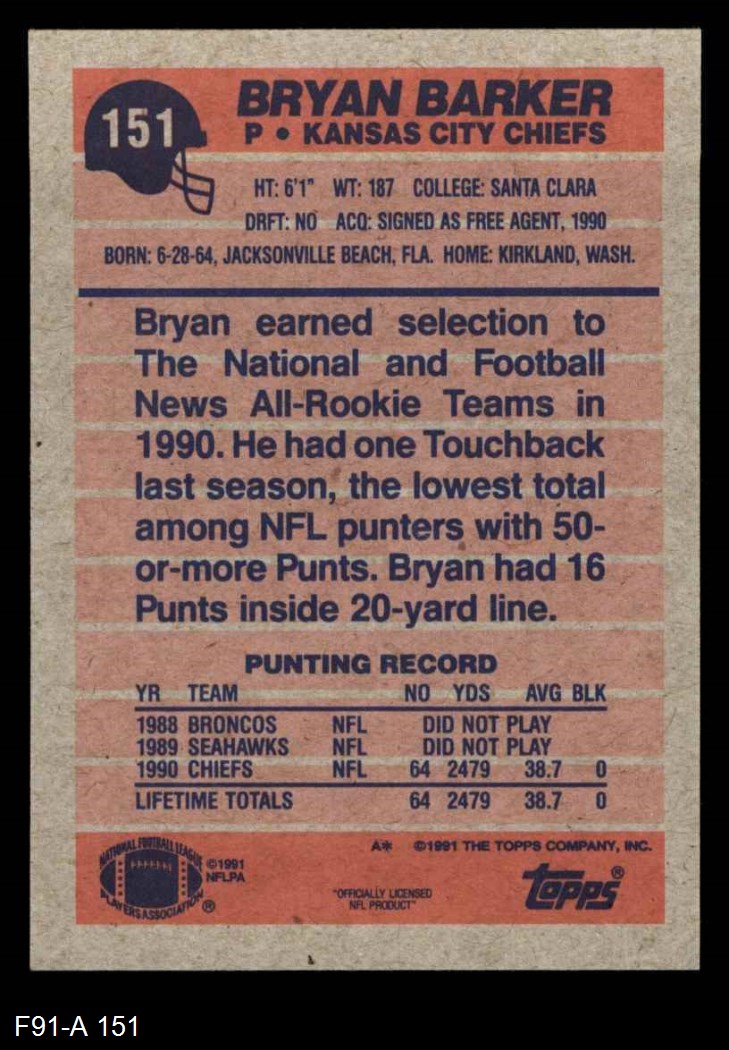 151
BRYAN BARKER
P • KANSAS CITY CHIEFS
HT: 6'1" WT: 187 COLLEGE: SANTA CLARA
DRFT: NO ACQ: SIGNED AS FREE AGENT, 1990
BORN: 6-28-64, JACKSONVILLE BEACH, FLA. HOME: KIRKLAND, WASH.
Bryan earned selection to
The National and Football
News All-Rookie Teams in
1990. He had one Touchback
last season, the lowest total
among NFL punters with 50-
or-more Punts. Bryan had 16
Punts inside 20-yard line.
PUNTING RECORD
YR TEAM NO YDS AVG BLK
1988 BRONCOS NFL DID NOT PLAY
1989 SEAHAWKS NFL DID NOT PLAY
1990 CHIEFS NFL 64 2479 38.7 0
LIFETIME TOTALS 64 2479 38.7 0
A* ©1991 THE TOPPS COMPANY, INC.
NATIONAL FOOTBALL LEAGUE
PLAYERS ASSOCIATION ®
©1991
NFLPA
"OFFICIALLY LICENSED
NFL PRODUCT"
topps®
F91-A 151